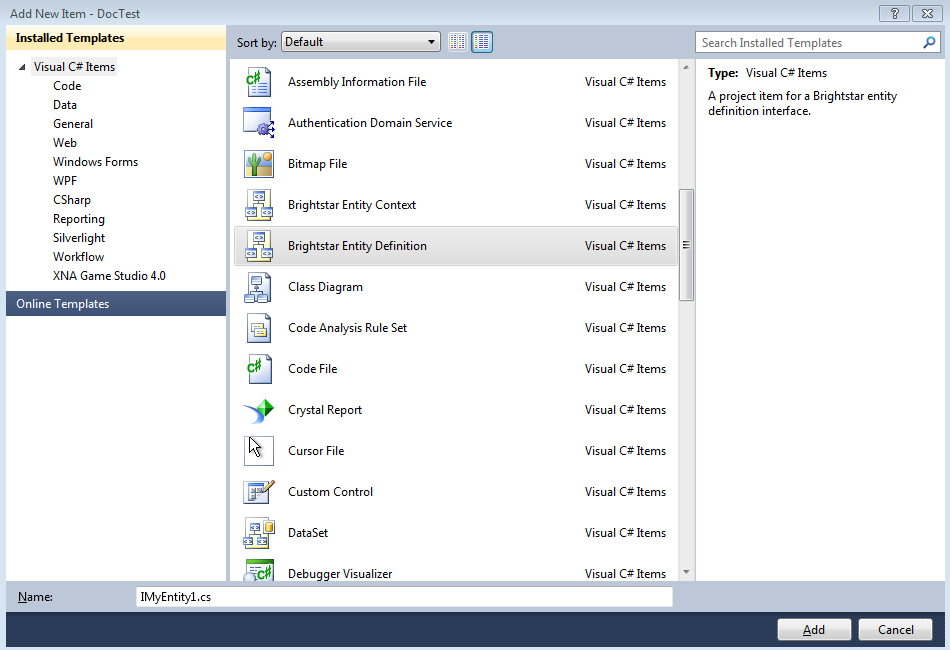 Add New Item - DocTest
Installed Templates
Visual C# Items
Code
Data
General
Web
Windows Forms
WPF
CSharp
Reporting
Silverlight
Workflow
XNA Game Studio 4.0
Online Templates
Sort by: Default
Assembly Information File Visual C# Items
Authentication Domain Service Visual C# Items
Bitmap File Visual C# Items
Brightstar Entity Context Visual C# Items
Brightstar Entity Definition Visual C# Items
Class Diagram Visual C# Items
Code Analysis Rule Set Visual C# Items
Code File Visual C# Items
Crystal Report Visual C# Items
Cursor File Visual C# Items
Custom Control Visual C# Items
DataSet Visual C# Items
Debugger Visualizer Visual C# Items
Search Installed Templates
Type: Visual C# Items
A project item for a Brightstar entity
definition interface.
Name: IMyEntity1.cs
Add Cancel